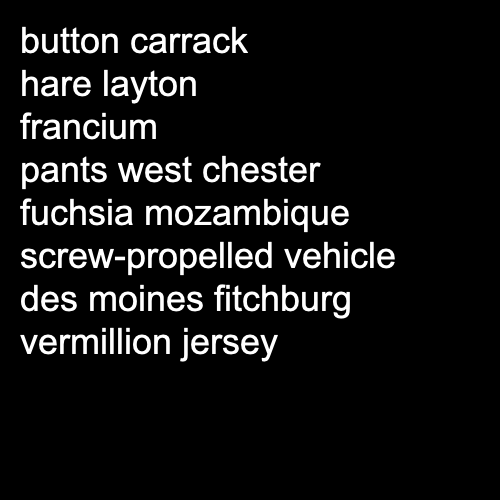 button carrack
hare layton
francium
pants west chester
fuchsia mozambique
screw-propelled vehicle
des moines fitchburg
vermillion jersey